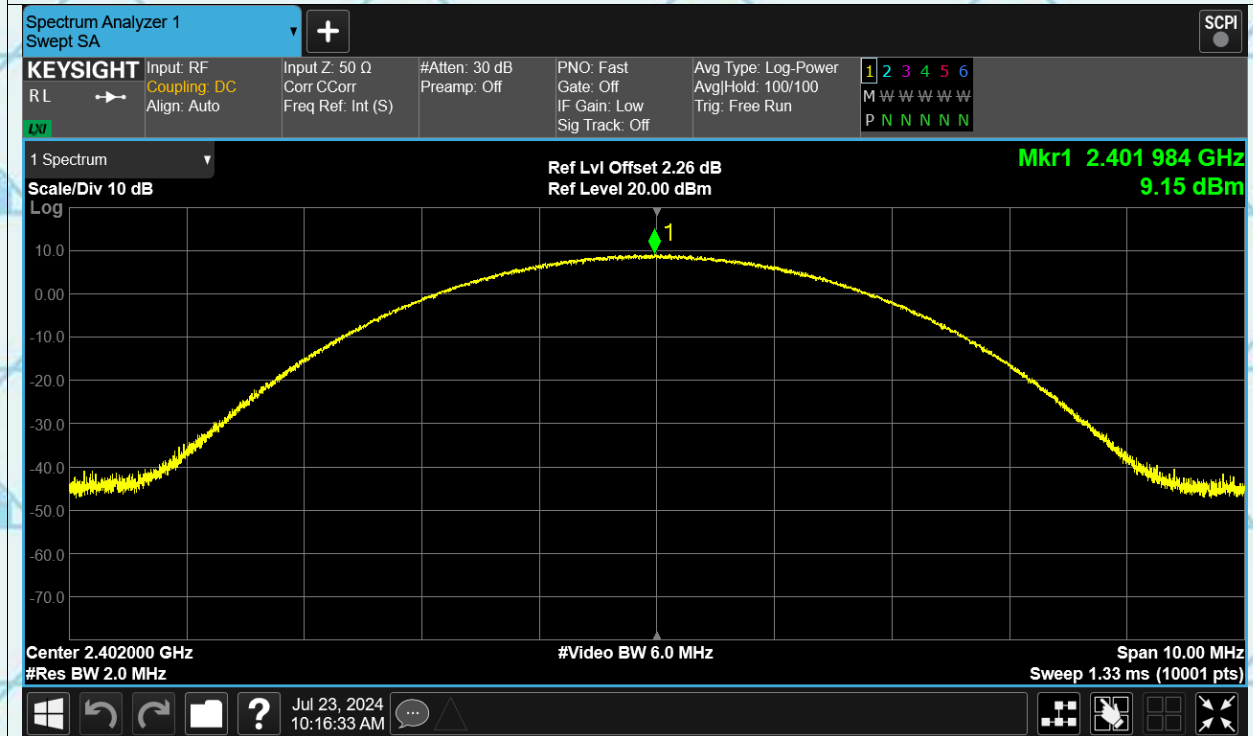 Spectrum Analyzer 1
Swept SA
+
SCPI
KEYSIGHT
RL
LXI
Input: RF
Coupling: DC
Align: Auto
Input Z: 50 Ω
Corr CCorr
Freq Ref: Int (S)
#Atten: 30 dB
Preamp: Off
PNO: Fast
Gate: Off
IF Gain: Low
Sig Track: Off
Avg Type: Log-Power
Avg|Hold: 100/100
Trig: Free Run
1 2 3 4 5 6
M W W W W W
P N N N N N
1 Spectrum
Scale/Div 10 dB
Log
Ref Lvl Offset 2.26 dB
Ref Level 20.00 dBm
Mkr1 2.401 984 GHz
9.15 dBm
1
10.0
0.00
-10.0
-20.0
-30.0
-40.0
-50.0
-60.0
-70.0
Center 2.402000 GHz
#Video BW 6.0 MHz
Span 10.00 MHz
#Res BW 2.0 MHz
Sweep 1.33 ms (10001 pts)
?
Jul 23, 2024
10:16:33 AM